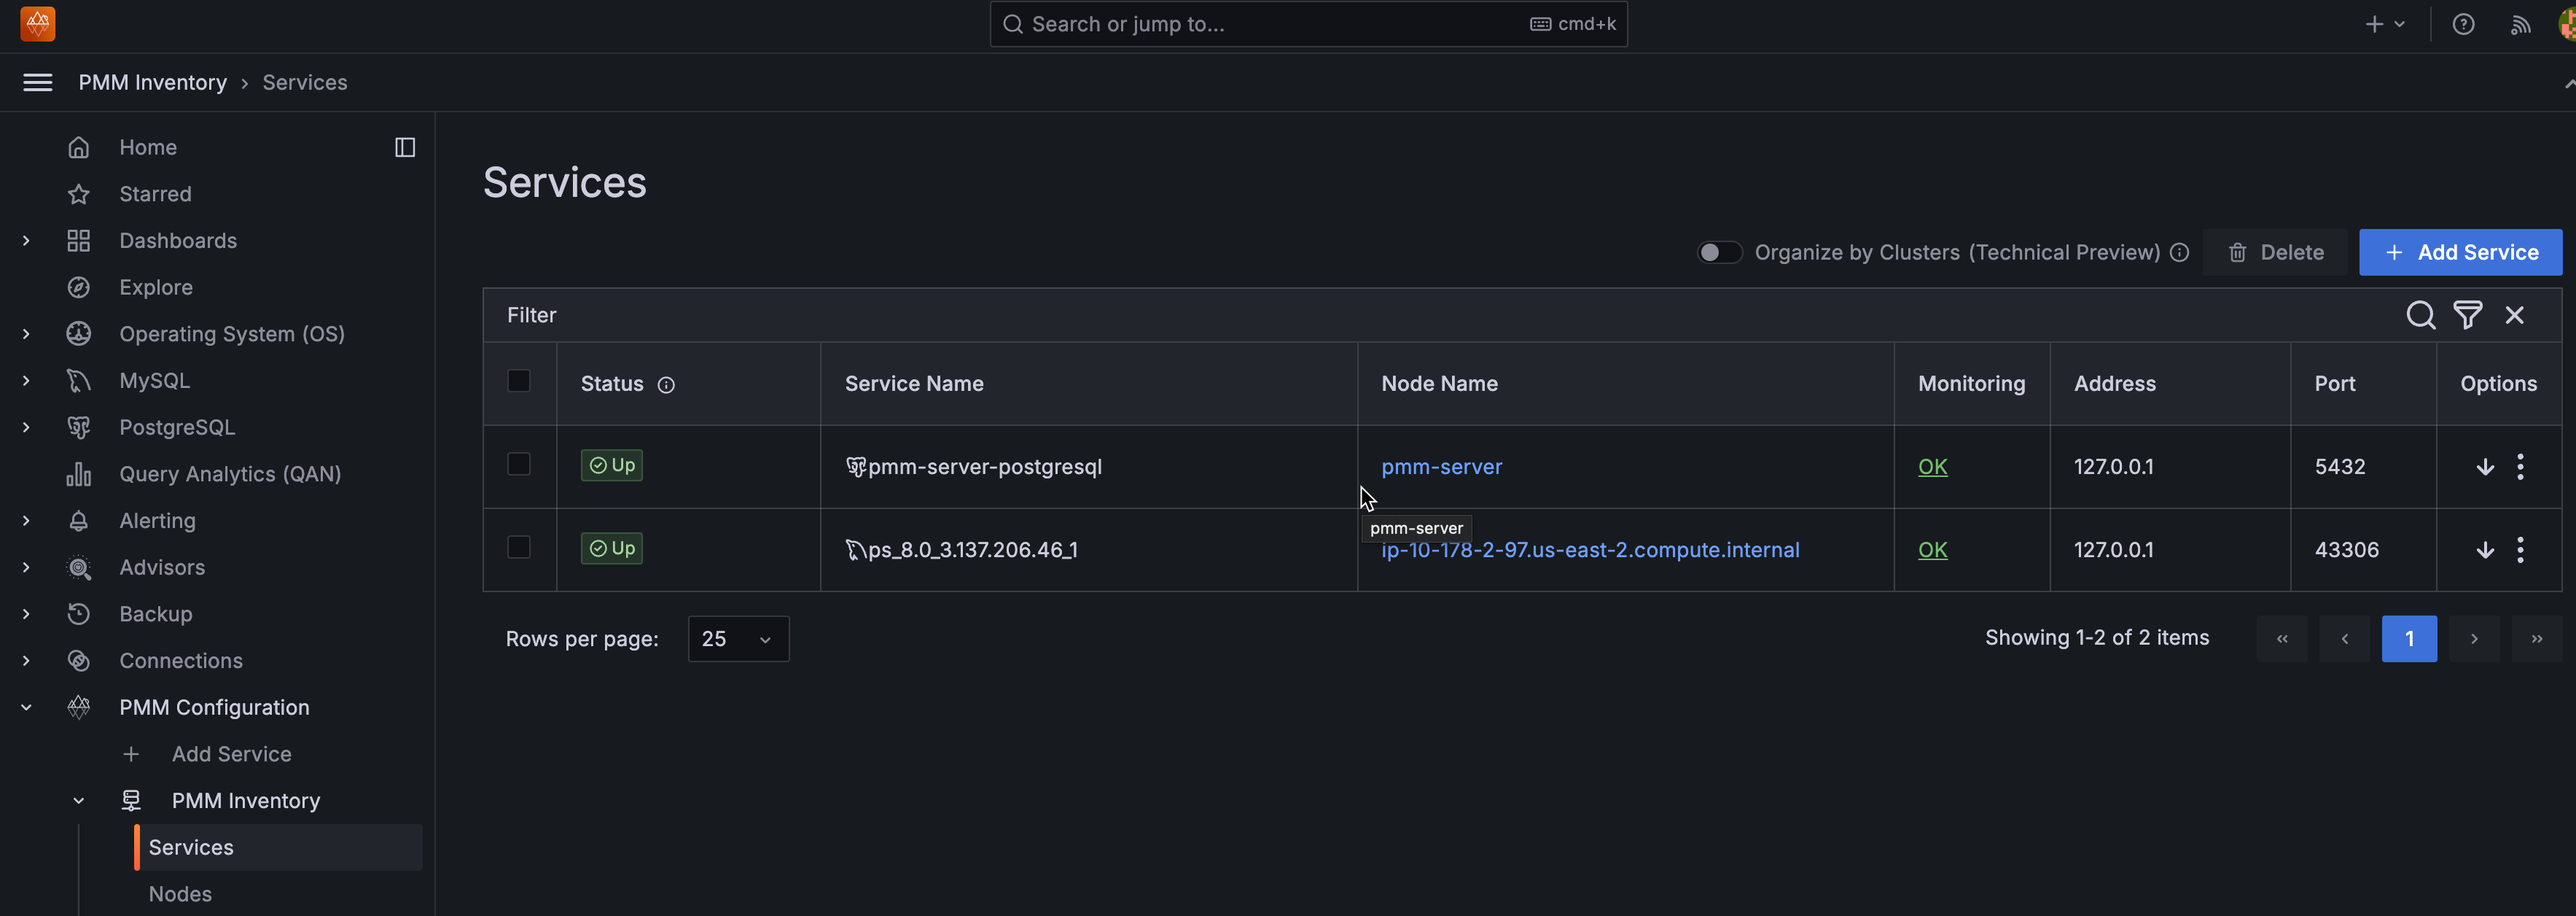 Search or jump to... cmd+k
PMM Inventory › Services
Home
Starred
Dashboards
Explore
Operating System (OS)
MySQL
PostgreSQL
Query Analytics (QAN)
Alerting
Advisors
Backup
Connections
PMM Configuration
Add Service
PMM Inventory
Services
Nodes
Services
Organize by Clusters (Technical Preview) Delete + Add Service
Filter
Status Service Name Node Name Monitoring Address Port Options
Up pmm-server-postgresql pmm-server OK 127.0.0.1 5432
pmm-server
Up ps_8.0_3.137.206.46_1 ip-10-178-2-97.us-east-2.compute.internal OK 127.0.0.1 43306
Rows per page: 25 Showing 1-2 of 2 items « ‹ 1 › »